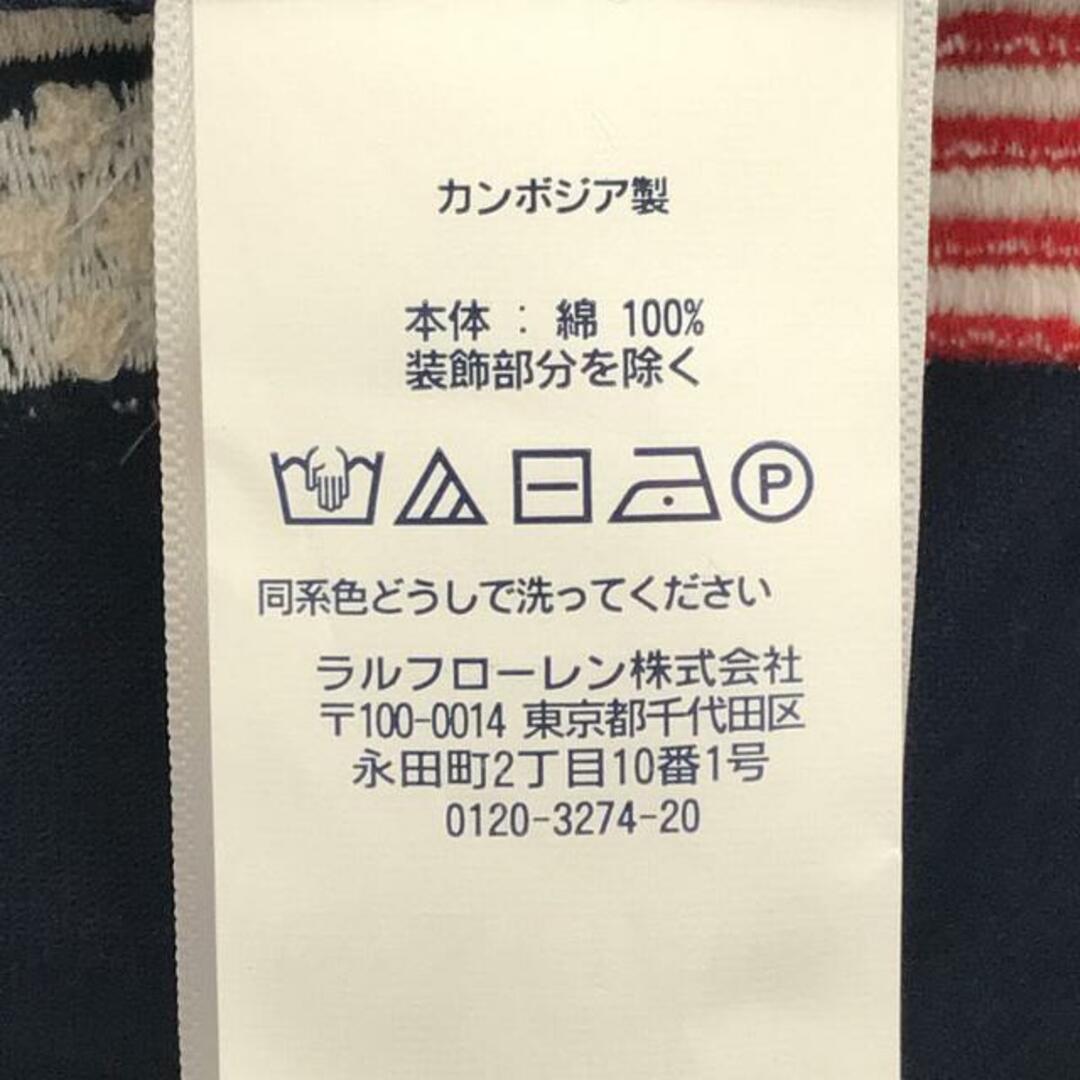 カンボジア製
本体 : 綿 100%
装飾部分を除く
P
同系色どうしで洗ってください
ラルフローレン株式会社
〒100-0014 東京都千代田区
永田町2丁目10番1号
0120-3274-20